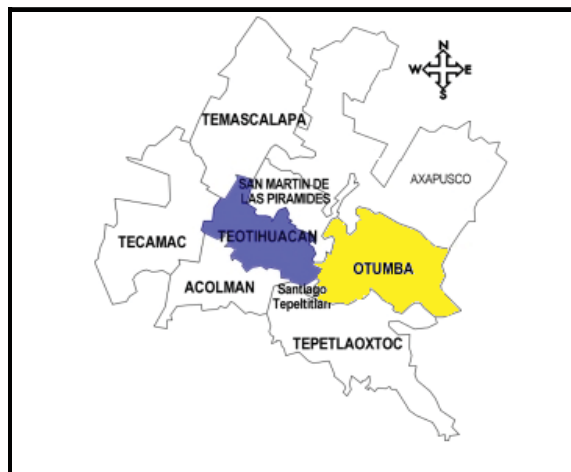 N
W E
S
TEMASCALAPA
AXAPUSCO
SAN MARTIN DE
LAS PIRAMIDES
TEOTIHUACAN
TECAMAC
OTUMBA
ACOLMAN
Santiago
Tepeltitlan
TEPETLAOXTOC